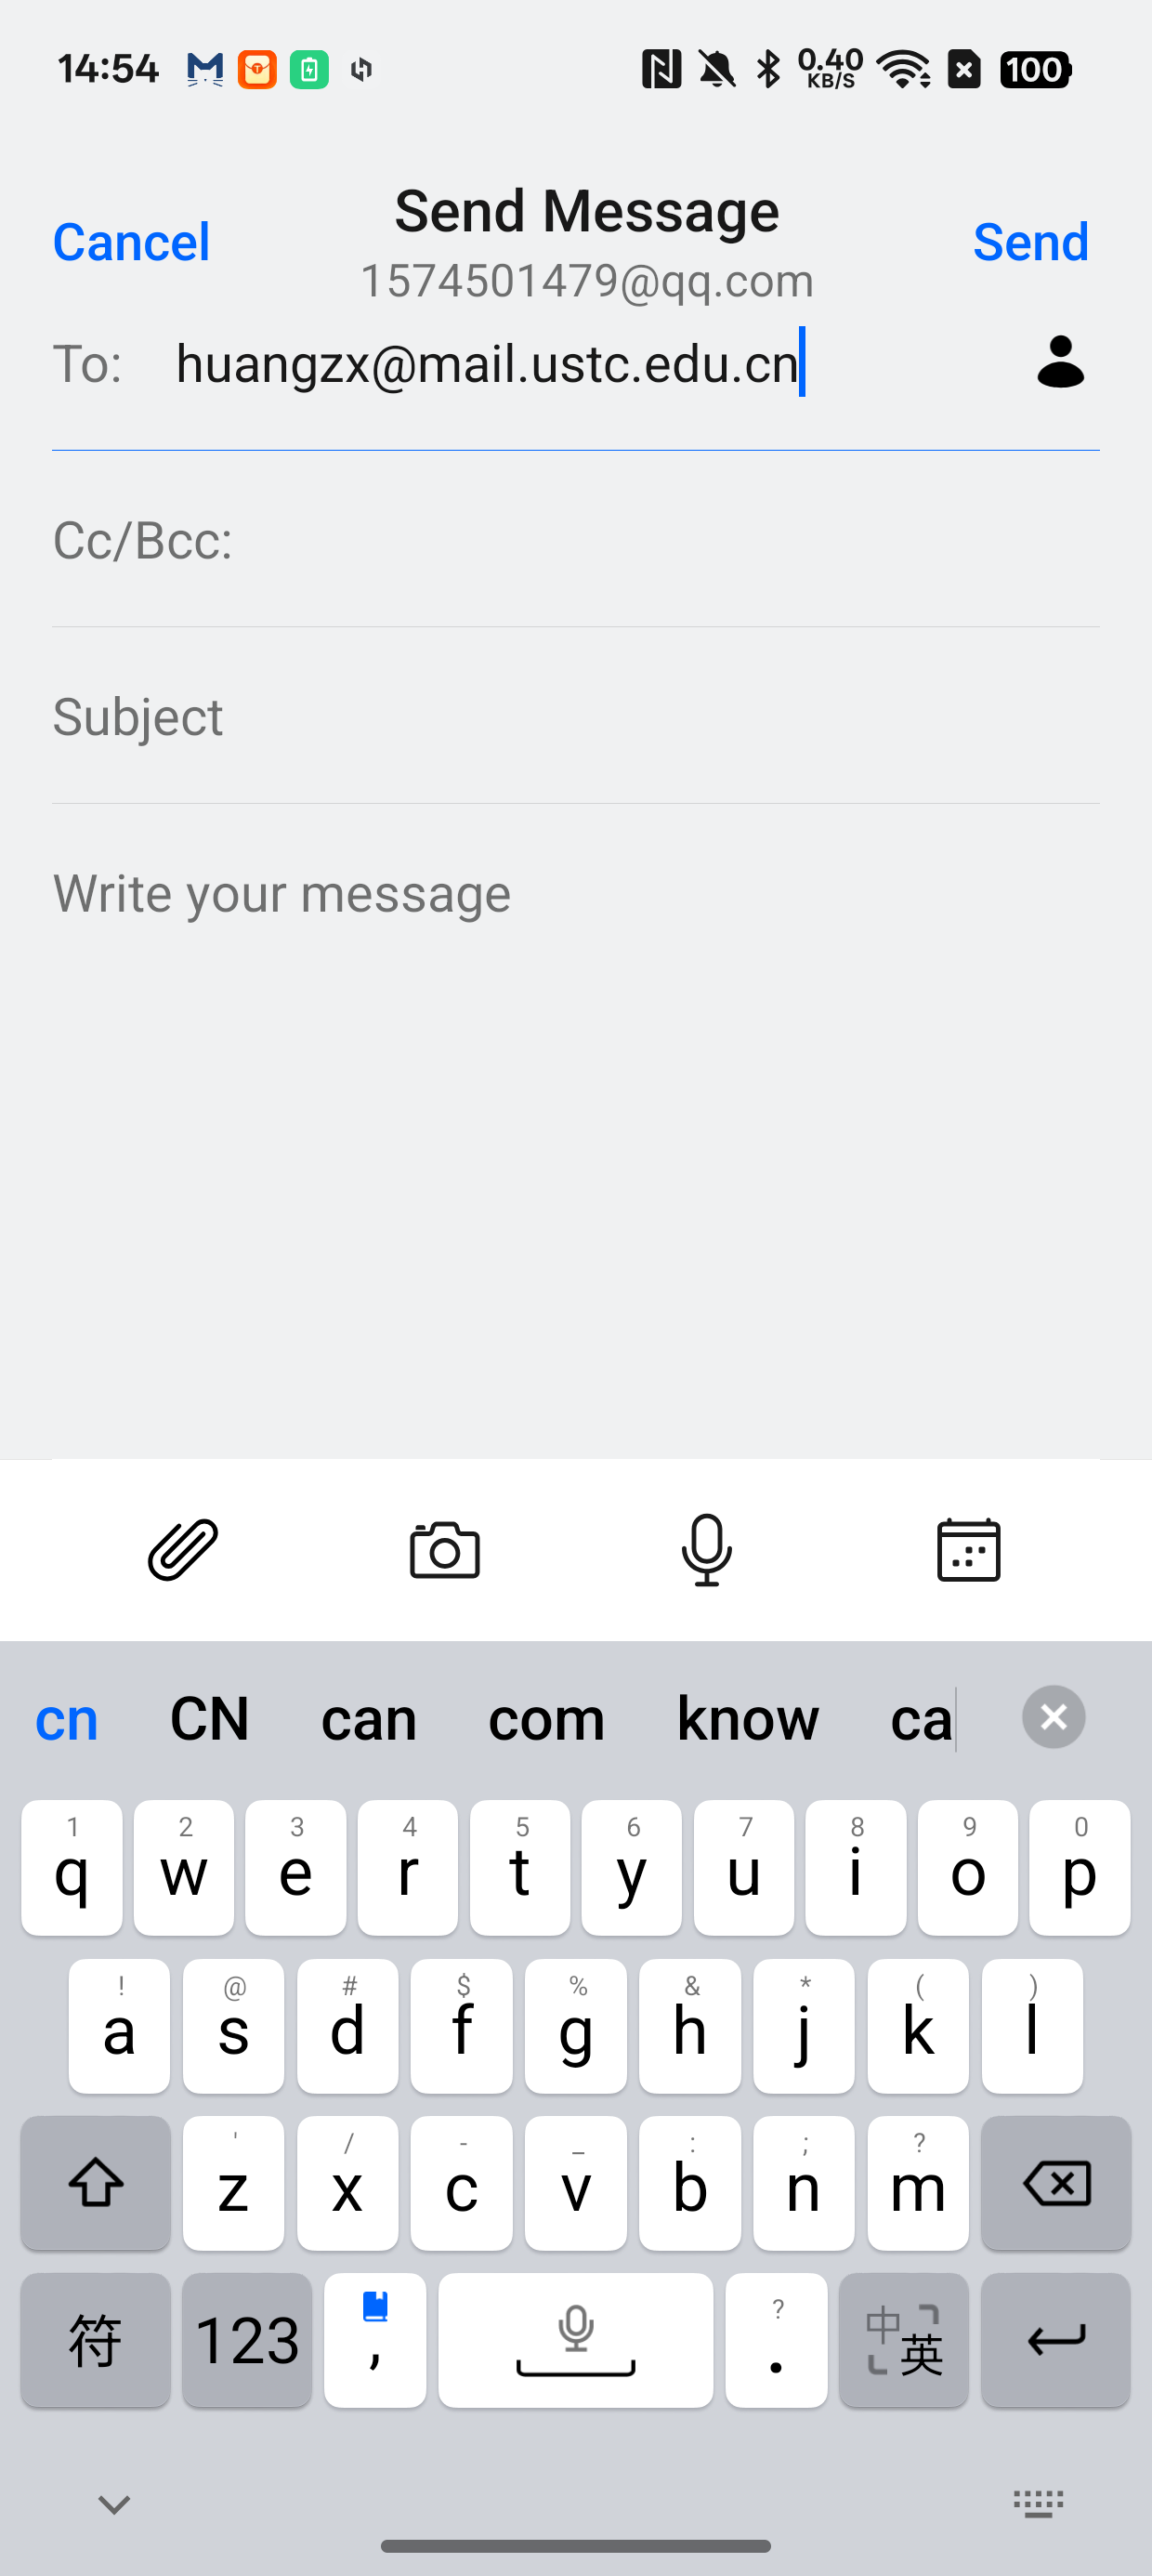 14:54 0.40 KB/S 100
Cancel Send Message Send
1574501479@qq.com
To: huangzx@mail.ustc.edu.cn
Cc/Bcc:
Subject
Write your message
cn CN can com know ca
1 2 3 4 5 6 7 8 9 0
q w e r t y u i o p
! @ # $ % & * ( )
a s d f g h j k l
' / - _ : ; ?
z x c v b n m
?
符 123 , . 中 英